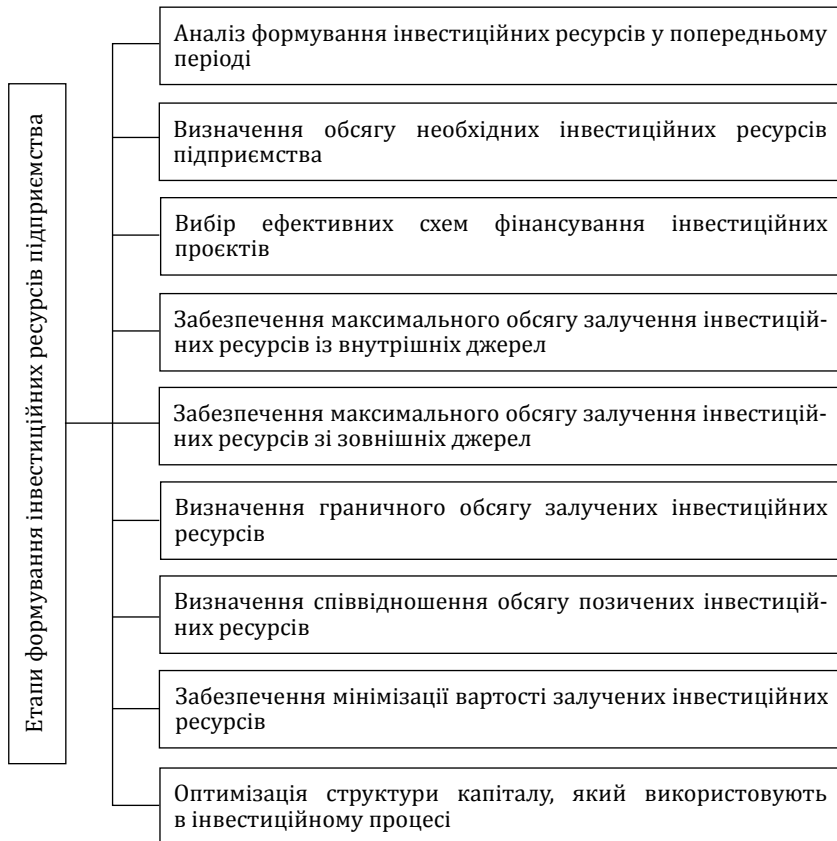 Етапи формування інвестиційних ресурсів підприємства
Аналіз формування інвестиційних ресурсів у попередньому
періоді
Визначення обсягу необхідних інвестиційних ресурсів
підприємства
Вибір ефективних схем фінансування інвестиційних
проєктів
Забезпечення максимального обсягу залучення інвестицій-
них ресурсів із внутрішніх джерел
Забезпечення максимального обсягу залучення інвестицій-
них ресурсів зі зовнішніх джерел
Визначення граничного обсягу залучених інвестиційних
ресурсів
Визначення співвідношення обсягу позичених інвестицій-
них ресурсів
Забезпечення мінімізації вартості залучених інвестиційних
ресурсів
Оптимізація структури капіталу, який використовують
в інвестиційному процесі